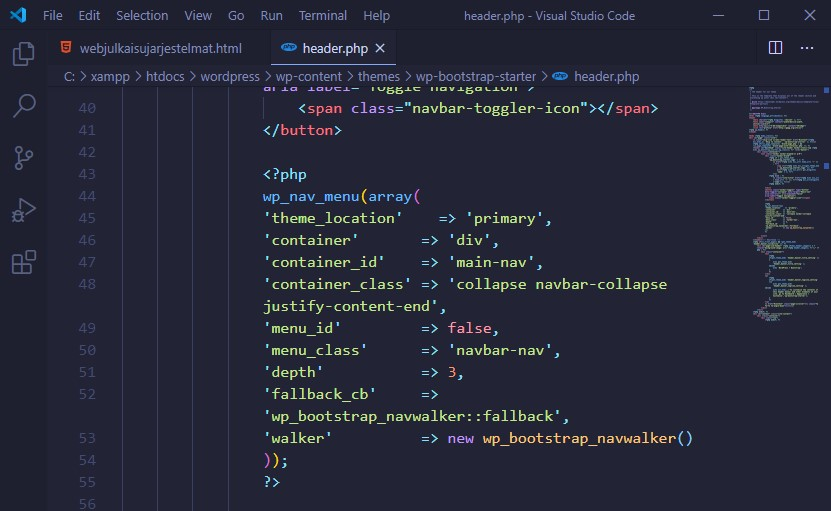 File Edit Selection View Go Run Terminal Help header.php - Visual Studio Code
webjulkaisujarjestelmat.html header.php
C: > xampp > htdocs > wordpress > wp-content > themes > wp-bootstrap-starter > header.php
aria-label="Toggle navigation">
40 <span class="navbar-toggler-icon"></span>
41 </button>
42
43 <?php
44 wp_nav_menu(array(
45 'theme_location'    => 'primary',
46 'container'       => 'div',
47 'container_id'    => 'main-nav',
48 'container_class' => 'collapse navbar-collapse
justify-content-end',
49 'menu_id'         => false,
50 'menu_class'      => 'navbar-nav',
51 'depth'           => 3,
52 'fallback_cb'     =>
'wp_bootstrap_navwalker::fallback',
53 'walker'          => new wp_bootstrap_navwalker()
54 ));
55 ?>
56